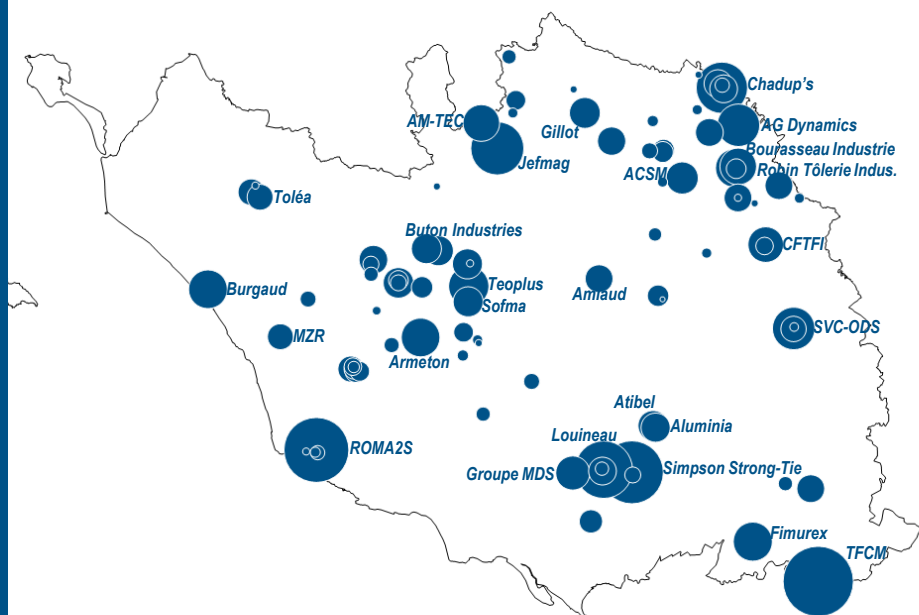 Chadup's
AM-TEC
AG Dynamics
Gillot
Bourasseau Industrie
Jefmag
Robin Tôlerie Indus.
ACSM
Toléa
Buton Industries
CFTFI
Burgaud
Teoplus
Amiaud
Sofma
SVC-ODS
MZR
Armeton
Atibel
Aluminia
Louineau
ROMA2S
Groupe MDS
Simpson Strong-Tie
Fimurex
TFCM